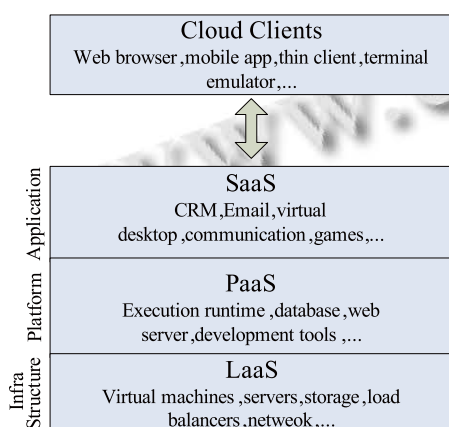 Cloud Clients
Web browser ,mobile app ,thin client ,terminal
emulator ,...
Application
SaaS
CRM ,Email ,virtual
desktop ,communication ,games ,...
Platform
PaaS
Execution runtime ,database ,web
server ,development tools ,...
Infra
Structure
LaaS
Virtual machines ,servers ,storage ,load
balancers ,netweok ,...